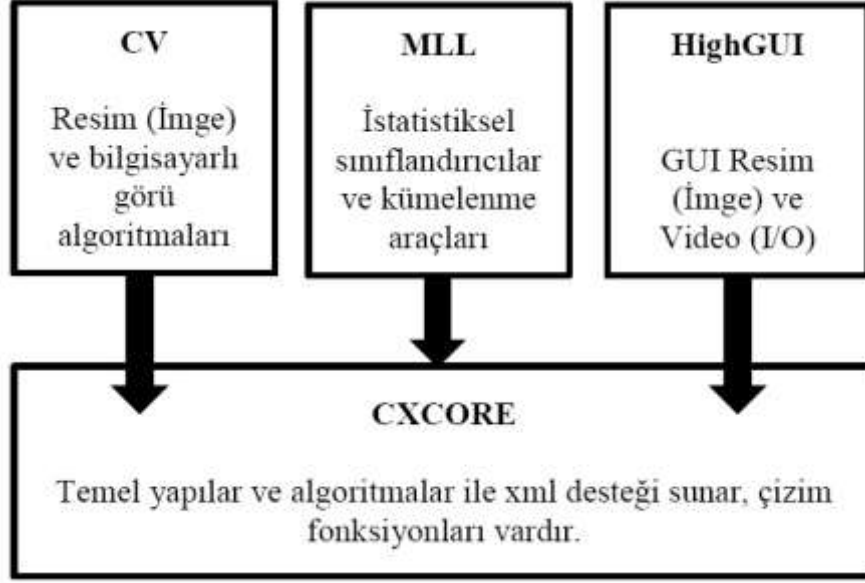 CV
Resim (İmge)
ve bilgisayarlı
görü
algoritmaları
MLL
İstatistiksel
sınıflandırıcılar
ve kümelenme
araçları
HighGUI
GUI Resim
(İmge) ve
Video (I/O)
CXCORE
Temel yapılar ve algoritmalar ile xml desteği sunar, çizim
fonksiyonları vardır.